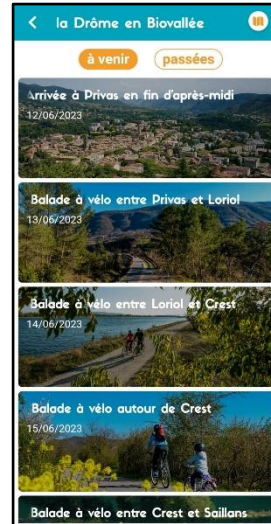 la Drôme en Biovallée
à venir
passées
Arrivée à Privas en fin d'après-midi
12/06/2023
Balade à vélo entre Privas et Loriol
13/06/2023
Balade à vélo entre Loriol et Crest
14/06/2023
Balade à vélo autour de Crest
15/06/2023
Balade à vélo entre Crest et Saillans